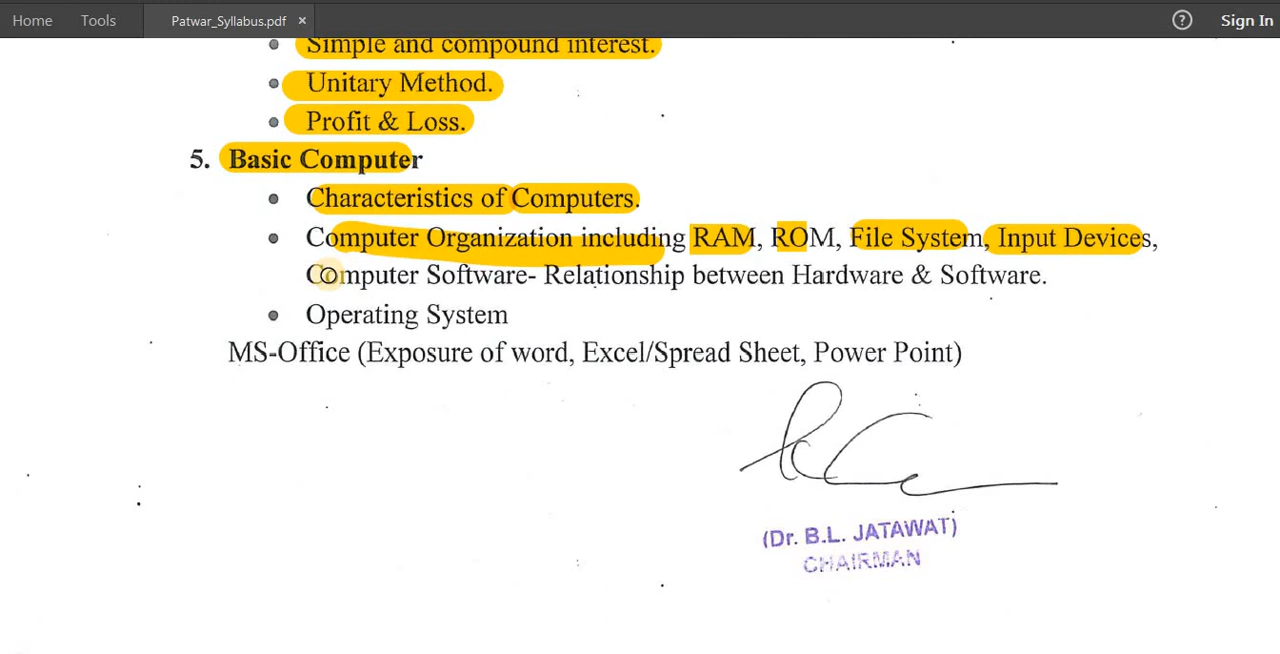 Home Tools Patwar_Syllabus.pdf × ? Sign In
Simple and compound interest.
Unitary Method.
Profit & Loss.
5. Basic Computer
Characteristics of Computers.
Computer Organization including RAM, ROM, File System, Input Devices,
Computer Software- Relationship between Hardware & Software.
Operating System
MS-Office (Exposure of word, Excel/Spread Sheet, Power Point)
(Dr. B.L. JATAWAT)
CHAIRMAN